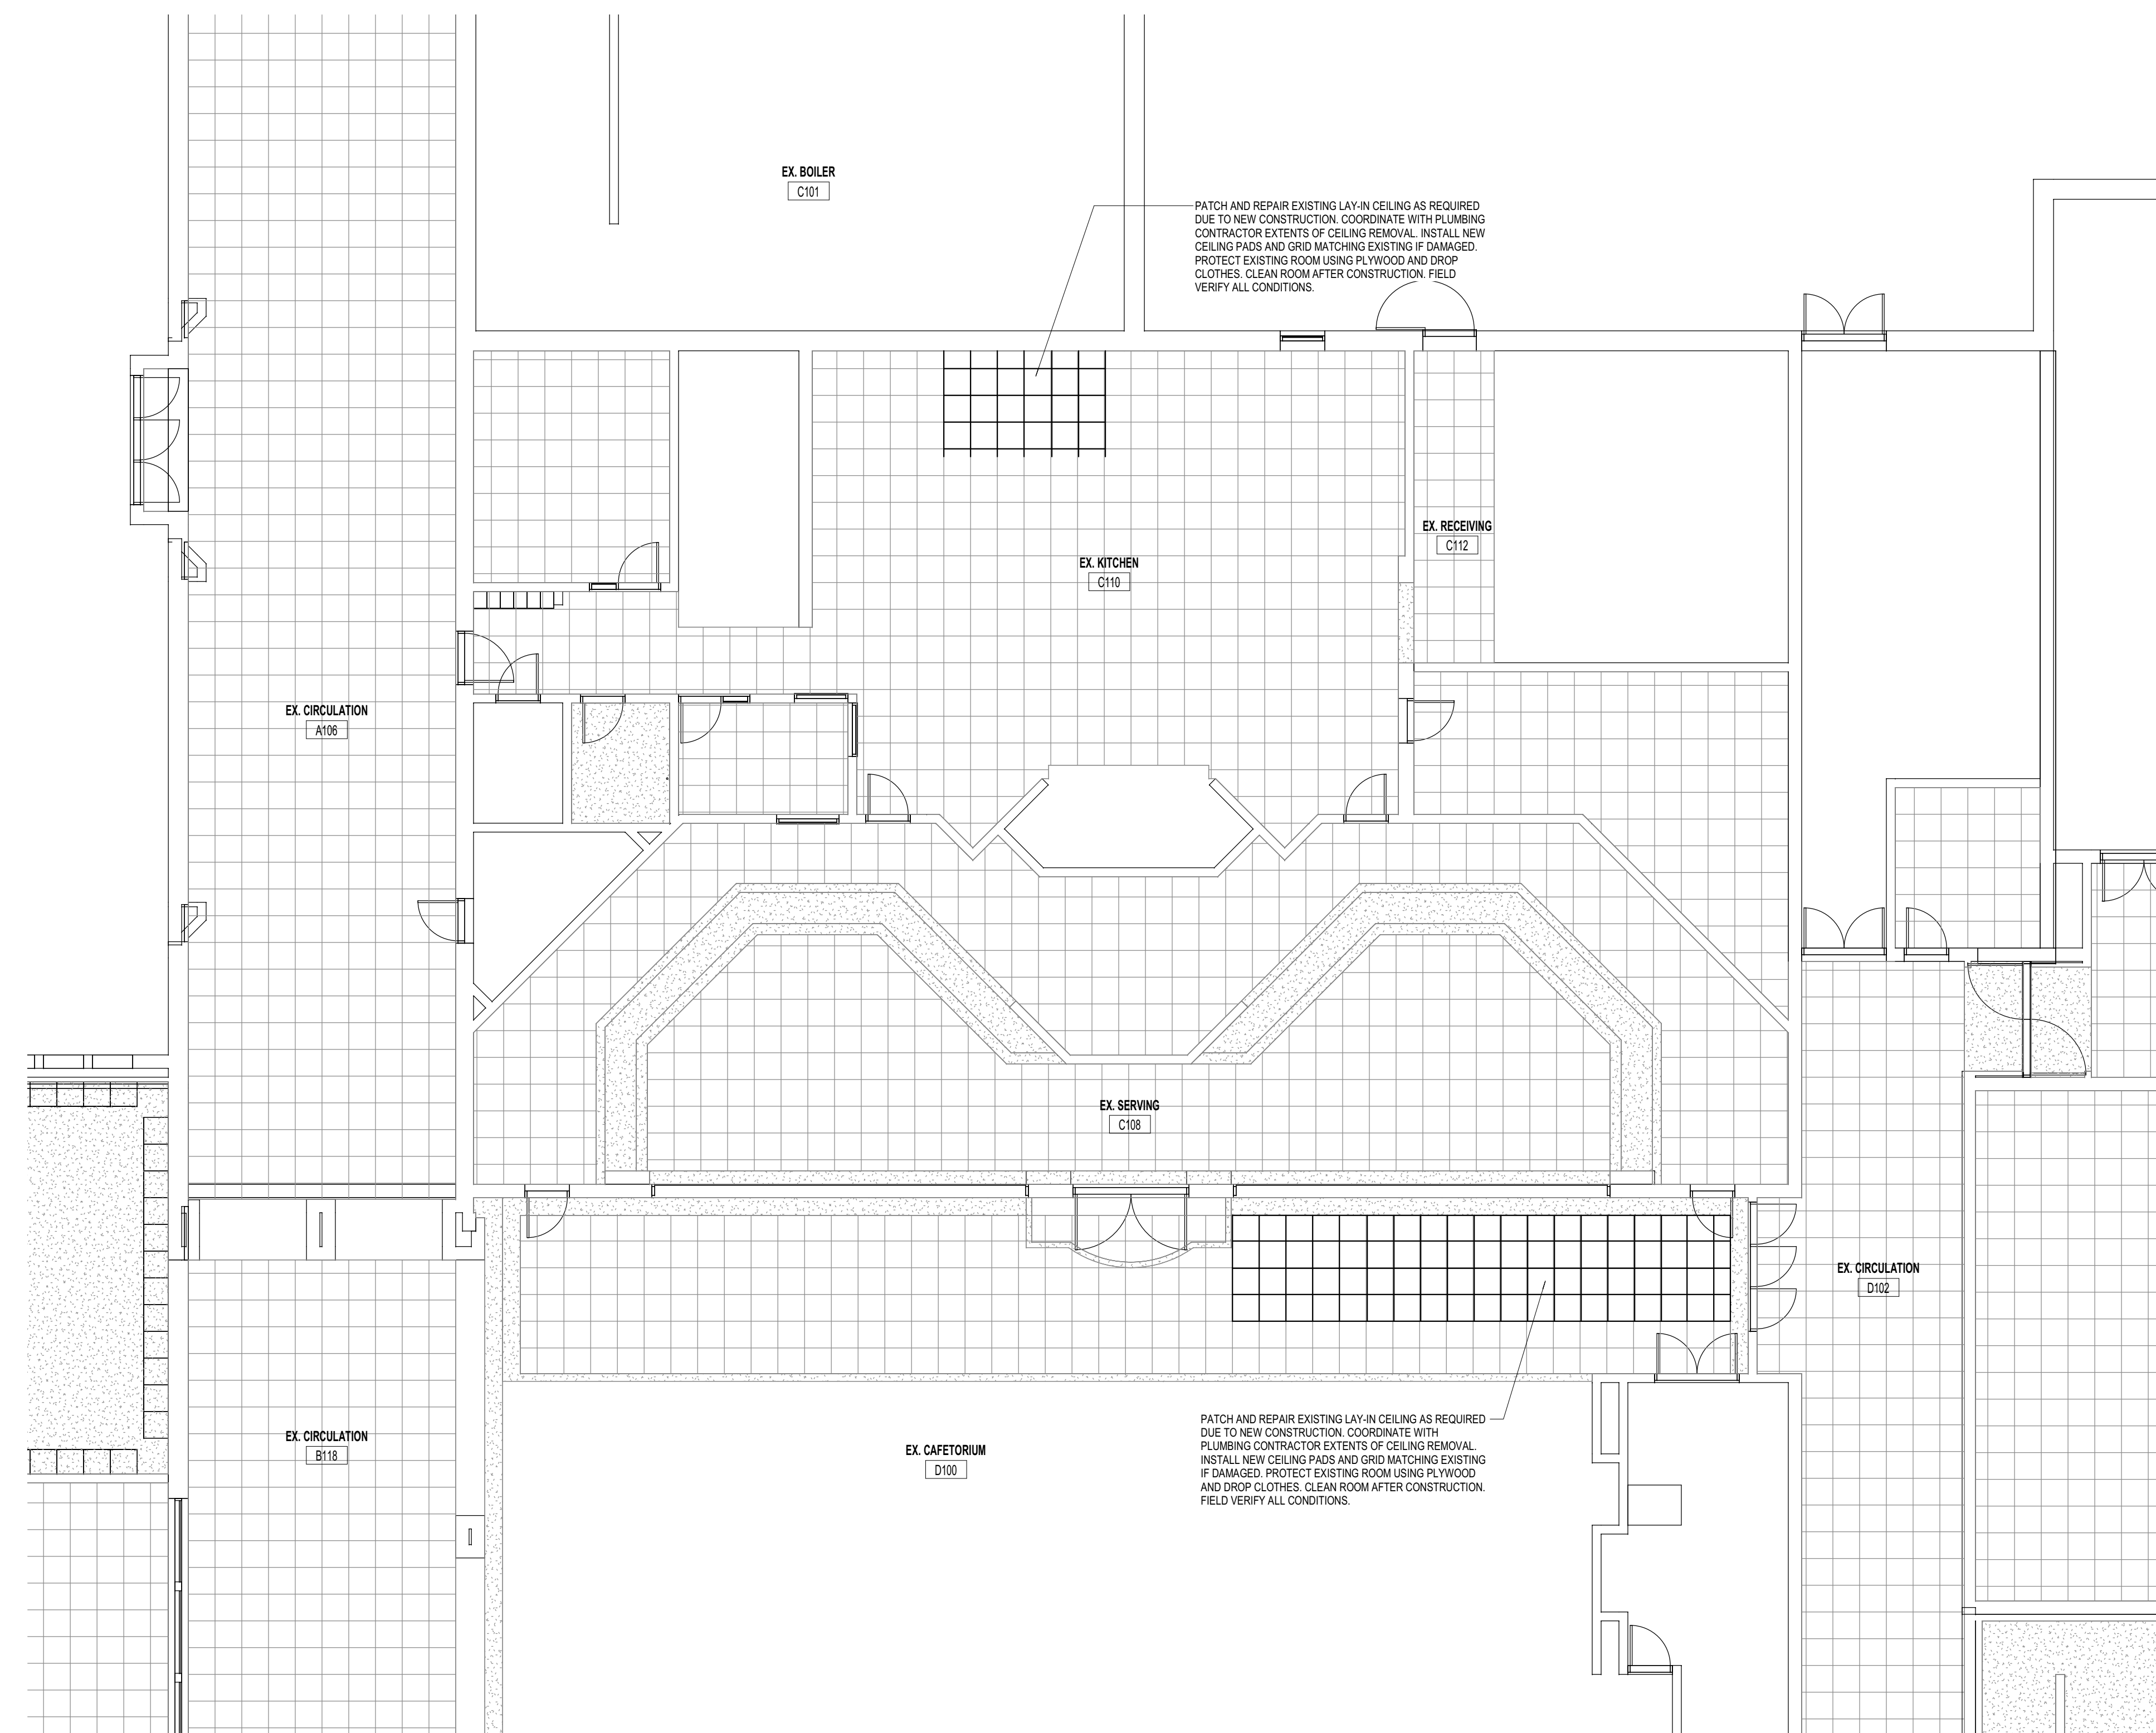 EX. BOILER
C101
PATCH AND REPAIR EXISTING LAY-IN CEILING AS REQUIRED
DUE TO NEW CONSTRUCTION. COORDINATE WITH PLUMBING
CONTRACTOR EXTENTS OF CEILING REMOVAL. INSTALL NEW
CEILING PADS AND GRID MATCHING EXISTING IF DAMAGED.
PROTECT EXISTING ROOM USING PLYWOOD AND DROP
CLOTHES. CLEAN ROOM AFTER CONSTRUCTION. FIELD
VERIFY ALL CONDITIONS.
EX. RECEIVING
C112
EX. KITCHEN
C110
EX. CIRCULATION
A106
EX. SERVING
C108
EX. CIRCULATION
D102
EX. CIRCULATION
B118
EX. CAFETORIUM
D100
PATCH AND REPAIR EXISTING LAY-IN CEILING AS REQUIRED
DUE TO NEW CONSTRUCTION. COORDINATE WITH
PLUMBING CONTRACTOR EXTENTS OF CEILING REMOVAL.
INSTALL NEW CEILING PADS AND GRID MATCHING EXISTING
IF DAMAGED. PROTECT EXISTING ROOM USING PLYWOOD
AND DROP CLOTHES. CLEAN ROOM AFTER CONSTRUCTION.
FIELD VERIFY ALL CONDITIONS.